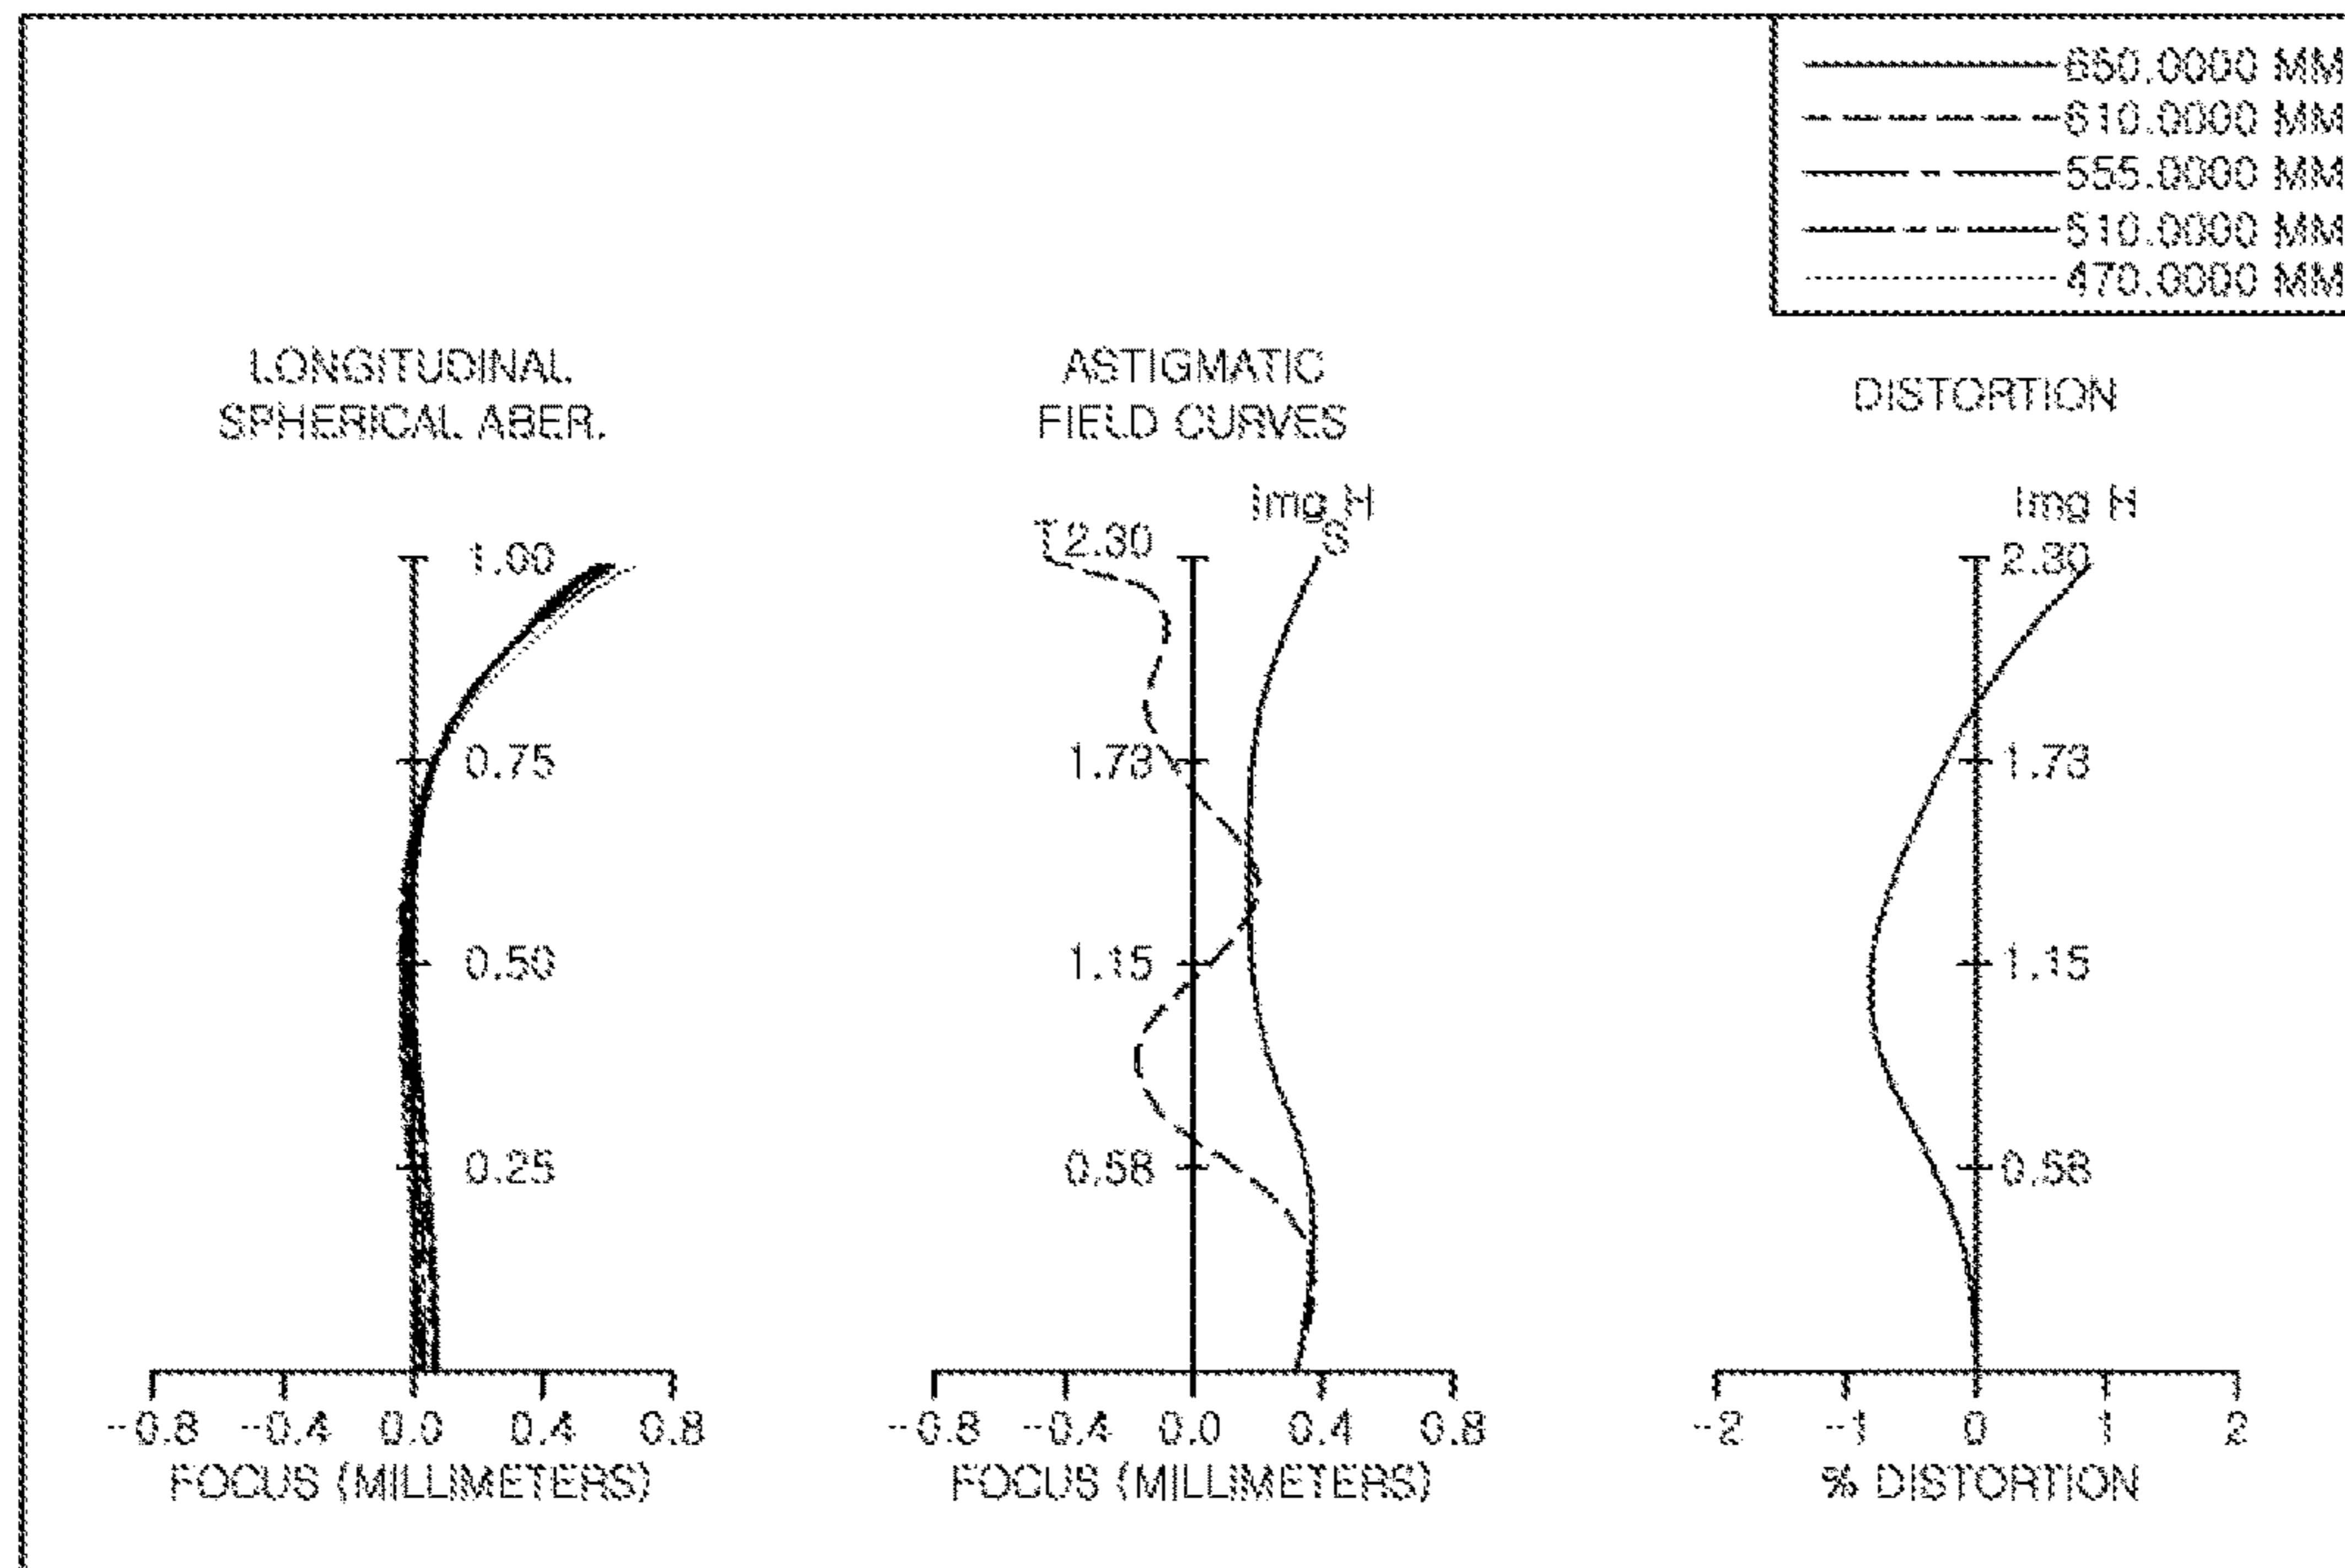 650.0000 MM
610.0000 MM
555.0000 MM
510.0000 MM
470.0000 MM
LONGITUDINAL
SPHERICAL ABER.
1.00
0.75
0.50
0.25
-0.8 -0.4 0.0 0.4 0.8
FOCUS (MILLIMETERS)
ASTIGMATIC
FIELD CURVES
Img H
T 2.30 S
1.73
1.15
0.58
-0.8 -0.4 0.0 0.4 0.8
FOCUS (MILLIMETERS)
DISTORTION
Img H
2.30
1.73
1.15
0.58
-2 -1 0 1 2
% DISTORTION